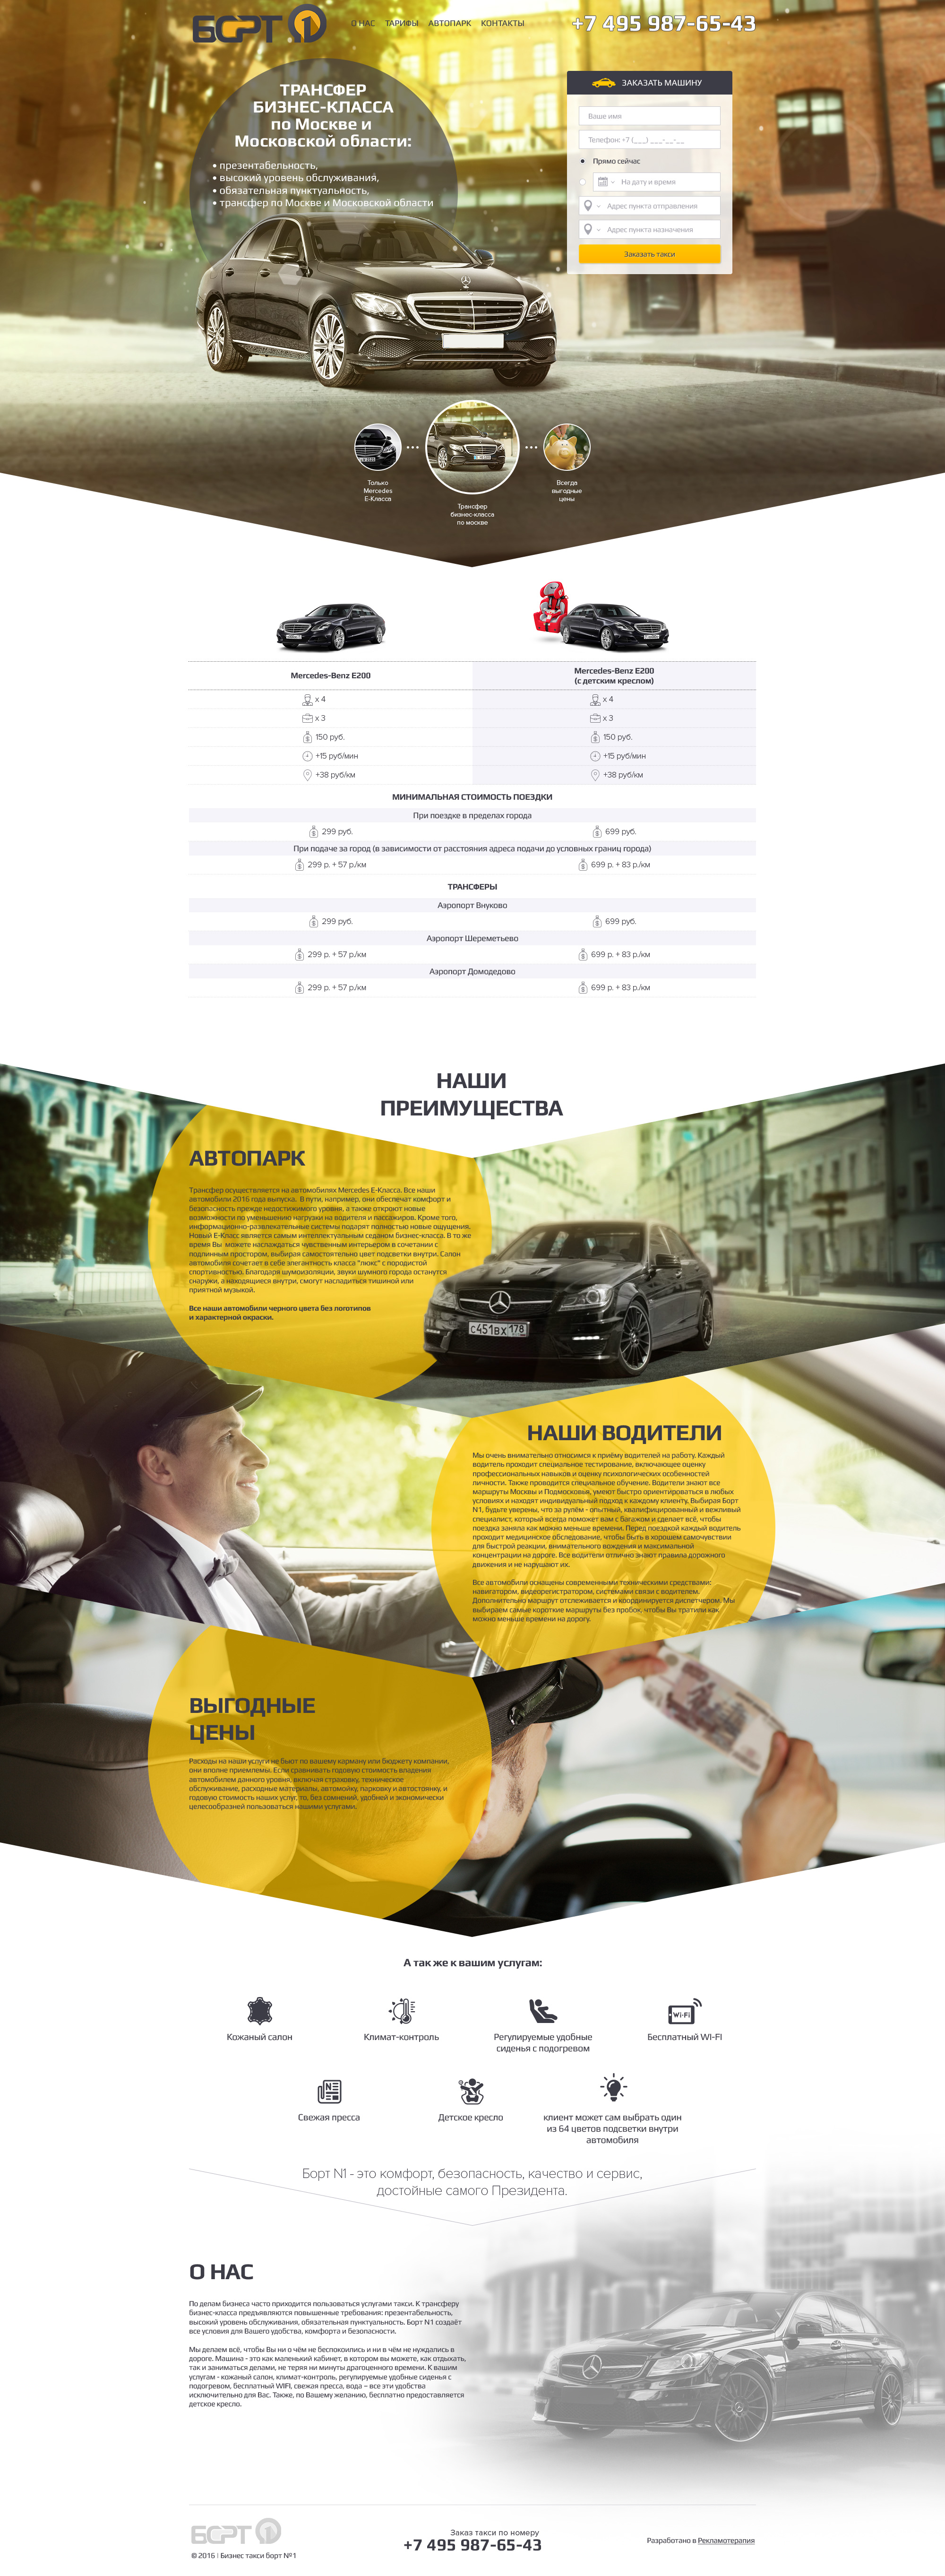 БОРТ 1
О НАС ТАРИФЫ АВТОПАРК КОНТАКТЫ
+7 495 987-65-43
ТРАНСФЕР
БИЗНЕС-КЛАССА
по Москве и
Московской области:
• презентабельность,
• высокий уровень обслуживания,
• обязательная пунктуальность,
• трансфер по Москве и Московской области
ЗАКАЗАТЬ МАШИНУ
Ваше имя
Телефон: +7 (___) ___-__-__
Прямо сейчас
На дату и время
Адрес пункта отправления
Адрес пункта назначения
Заказать такси
Только
Mercedes
E-Класса
Трансфер
бизнес-класса
по москве
Всегда
выгодные
цены
Mercedes-Benz E200
Mercedes-Benz E200
(с детским креслом)
x 4
x 4
x 3
x 3
150 руб.
150 руб.
+15 руб/мин
+15 руб/мин
+38 руб/км
+38 руб/км
МИНИМАЛЬНАЯ СТОИМОСТЬ ПОЕЗДКИ
При поездке в пределах города
299 руб.
699 руб.
При подаче за город (в зависимости от расстояния адреса подачи до условных границ города)
299 р. + 57 р./км
699 р. + 83 р./км
ТРАНСФЕРЫ
Аэропорт Внуково
299 руб.
699 руб.
Аэропорт Шереметьево
299 р. + 57 р./км
699 р. + 83 р./км
Аэропорт Домодедово
299 р. + 57 р./км
699 р. + 83 р./км
НАШИ
ПРЕИМУЩЕСТВА
АВТОПАРК
Трансфер осуществляется на автомобилях Mercedes E-Класса. Все наши
автомобили 2016 года выпуска. В пути, например, они обеспечат комфорт и
безопасность прежде недостижимого уровня, а также откроют новые
возможности по уменьшению нагрузки на водителя и пассажиров. Кроме того,
информационно-развлекательные системы подарят полностью новые ощущения.
Новый E-Класс является самым интеллектуальным седаном бизнес-класса. В то же
время Вы можете наслаждаться чувственным интерьером в сочетании с
подлинным простором, выбирая самостоятельно цвет подсветки внутри. Салон
автомобиля сочетает в себе элегантность класса "люкс" с породистой
спортивностью. Благодаря шумоизоляции, звуки шумного города останутся
снаружи, а находящиеся внутри, смогут насладиться тишиной или
приятной музыкой.
Все наши автомобили черного цвета без логотипов
и характерной окраски.
с451вх 178
НАШИ ВОДИТЕЛИ
Мы очень внимательно относимся к приёму водителей на работу. Каждый
водитель проходит специальное тестирование, включающее оценку
профессиональных навыков и оценку психологических особенностей
личности. Также проводится специальное обучение. Водители знают все
маршруты Москвы и Подмосковья, умеют быстро ориентироваться в любых
условиях и находят индивидуальный подход к каждому клиенту. Выбирая Борт
N1, будьте уверены, что за рулём - опытный, квалифицированный и вежливый
специалист, который всегда поможет вам с багажом и сделает всё, чтобы
поездка заняла как можно меньше времени. Перед поездкой каждый водитель
проходит медицинское обследование, чтобы быть в хорошем самочувствии
для быстрой реакции, внимательного вождения и максимальной
концентрации на дороге. Все водители отлично знают правила дорожного
движения и не нарушают их.
Все автомобили оснащены современными техническими средствами:
навигатором, видеорегистратором, системами связи с водителем.
Дополнительно маршрут отслеживается и координируется диспетчером. Мы
выбираем самые короткие маршруты без пробок, чтобы Вы тратили как
можно меньше времени на дорогу.
ВЫГОДНЫЕ
ЦЕНЫ
Расходы на наши услуги не бьют по вашему карману или бюджету компании,
они вполне приемлемы. Если сравнивать годовую стоимость владения
автомобилем данного уровня, включая страховку, техническое
обслуживание, расходные материалы, автомойку, парковку и автостоянку, и
годовую стоимость наших услуг, то, без сомнений, удобней и экономически
целесообразней пользоваться нашими услугами.
А так же к вашим услугам:
Кожаный салон
Климат-контроль
Регулируемые удобные
сиденья с подогревом
Wi-Fi
Бесплатный WI-FI
Свежая пресса
Детское кресло
клиент может сам выбрать один
из 64 цветов подсветки внутри
автомобиля
Борт N1 - это комфорт, безопасность, качество и сервис,
достойные самого Президента.
О НАС
По делам бизнеса часто приходится пользоваться услугами такси. К трансферу
бизнес-класса предъявляются повышенные требования: презентабельность,
высокий уровень обслуживания, обязательная пунктуальность. Борт N1 создаёт
все условия для Вашего удобства, комфорта и безопасности.
Мы делаем всё, чтобы Вы ни о чём не беспокоились и ни в чём не нуждались в
дороге. Машина - это как маленький кабинет, в котором вы можете, как отдыхать,
так и заниматься делами, не теряя ни минуты драгоценного времени. К вашим
услугам - кожаный салон, климат-контроль, регулируемые удобные сиденья с
подогревом, бесплатный WIFI, свежая пресса, вода – все эти удобства
исключительно для Вас. Также, по Вашему желанию, бесплатно предоставляется
детское кресло.
БОРТ 1
© 2016 | Бизнес такси борт №1
Заказ такси по номеру
+7 495 987-65-43
Разработано в Рекламотерапия